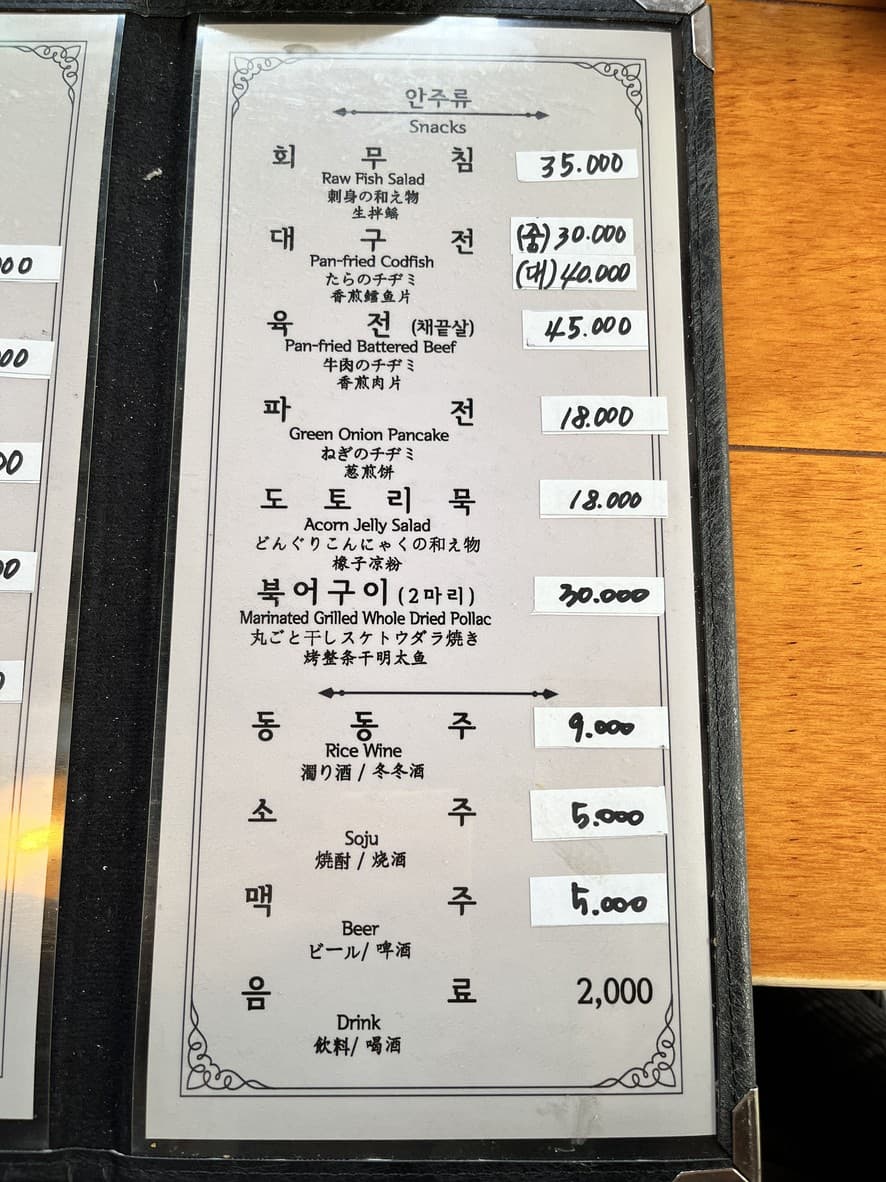 안주류
Snacks
회 무 침 35.000
Raw Fish Salad
刺身の和え物
生拌鳐
대 구 전 (중) 30.000
Pan-fried Codfish (대) 40.000
たらのチヂミ
香煎鳕鱼片
육 전 (채끝살) 45.000
Pan-fried Battered Beef
牛肉のチヂミ
香煎肉片
파 전 18.000
Green Onion Pancake
ねぎのチヂミ
葱煎饼
도 토 리 묵 18.000
Acorn Jelly Salad
どんぐりこんにゃくの和え物
橡子凉粉
북어구이 (2마리) 30.000
Marinated Grilled Whole Dried Pollac
丸ごと干しスケトウダラ焼き
烤整条干明太鱼
동 동 주 9.000
Rice Wine
濁り酒 / 冬冬酒
소 주 5.000
Soju
焼酎 / 烧酒
맥 주 5.000
Beer
ビール/ 啤酒
음 료 2,000
Drink
飲料/ 喝酒